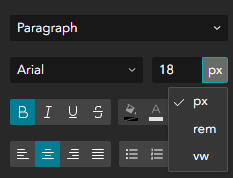 Paragraph
Arial 18 px
px
B I U S A
rem
vw